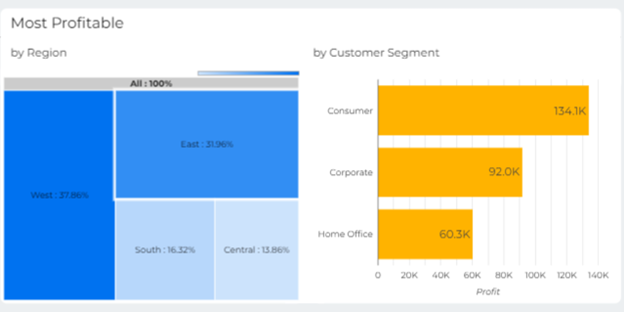 Most Profitable
by Region
All : 100%
West : 37.86%
East : 31.96%
South : 16.32%
Central : 13.86%
by Customer Segment
Consumer
134.1K
Corporate
92.0K
Home Office
60.3K
0 20K 40K 60K 80K 100K 120K 140K
Profit